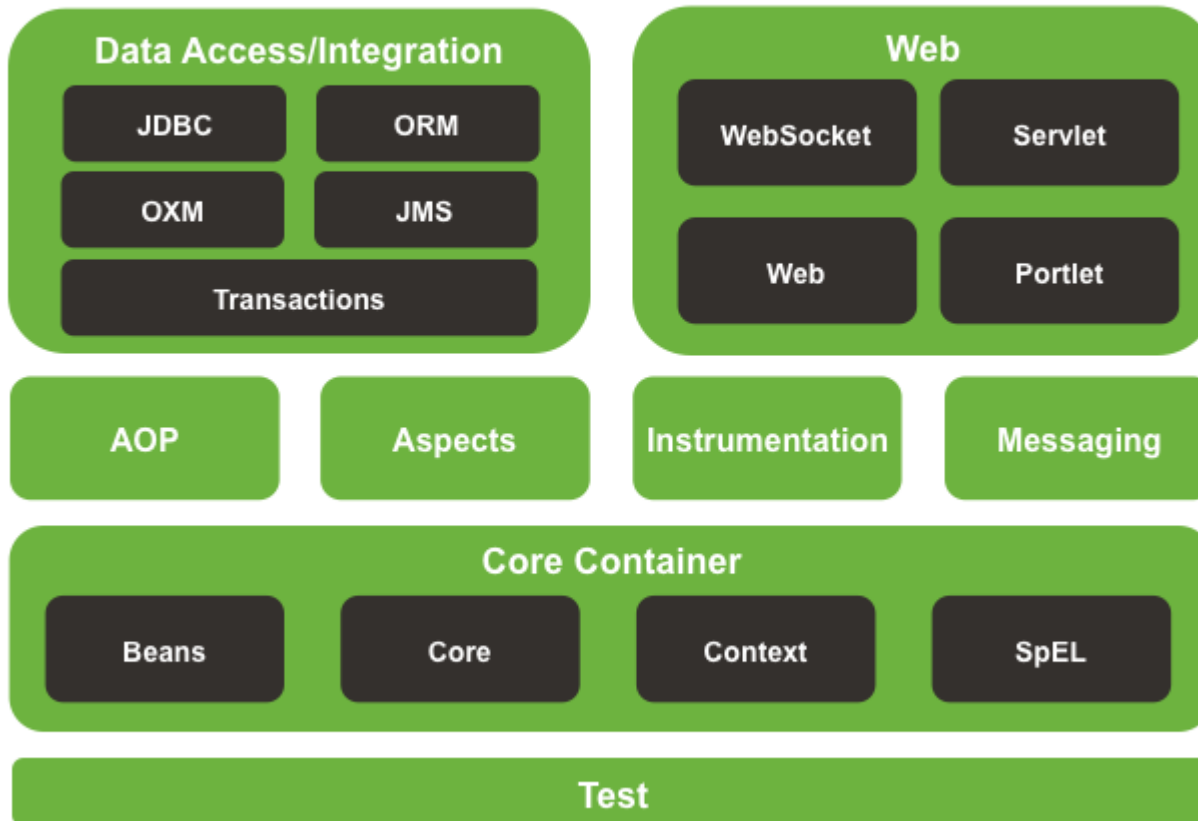 Data Access/Integration
JDBC
ORM
OXM
JMS
Transactions
Web
WebSocket
Servlet
Web
Portlet
AOP
Aspects
Instrumentation
Messaging
Core Container
Beans
Core
Context
SpEL
Test